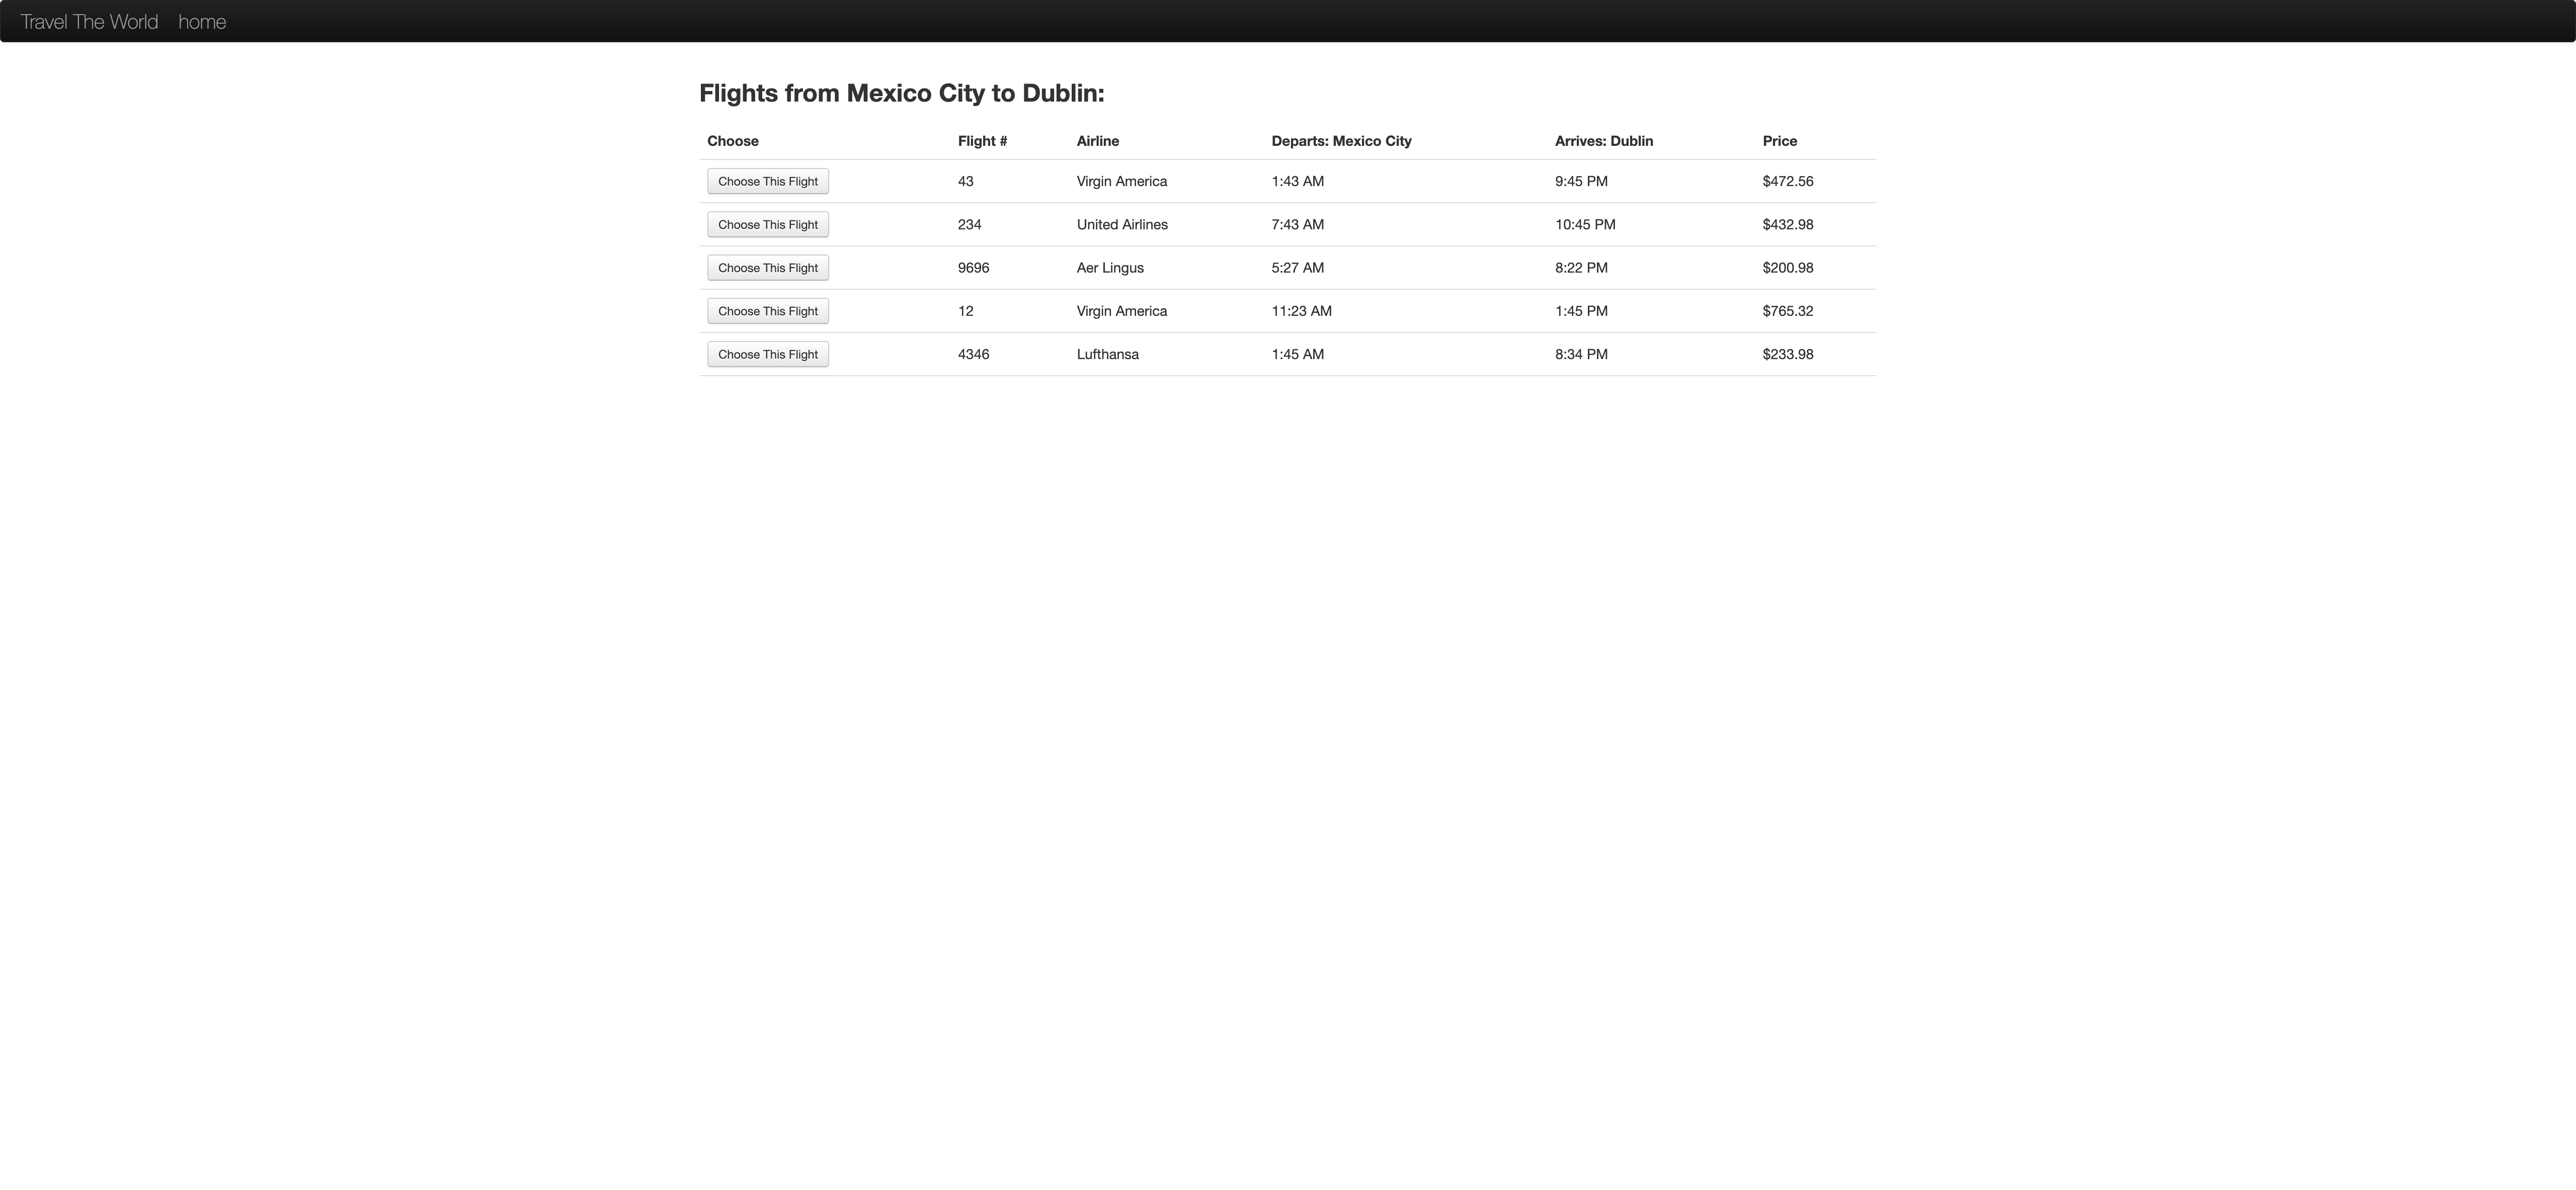 Travel The World home
Flights from Mexico City to Dublin:
Choose Flight # Airline Departs: Mexico City Arrives: Dublin Price
Choose This Flight 43 Virgin America 1:43 AM 9:45 PM $472.56
Choose This Flight 234 United Airlines 7:43 AM 10:45 PM $432.98
Choose This Flight 9696 Aer Lingus 5:27 AM 8:22 PM $200.98
Choose This Flight 12 Virgin America 11:23 AM 1:45 PM $765.32
Choose This Flight 4346 Lufthansa 1:45 AM 8:34 PM $233.98